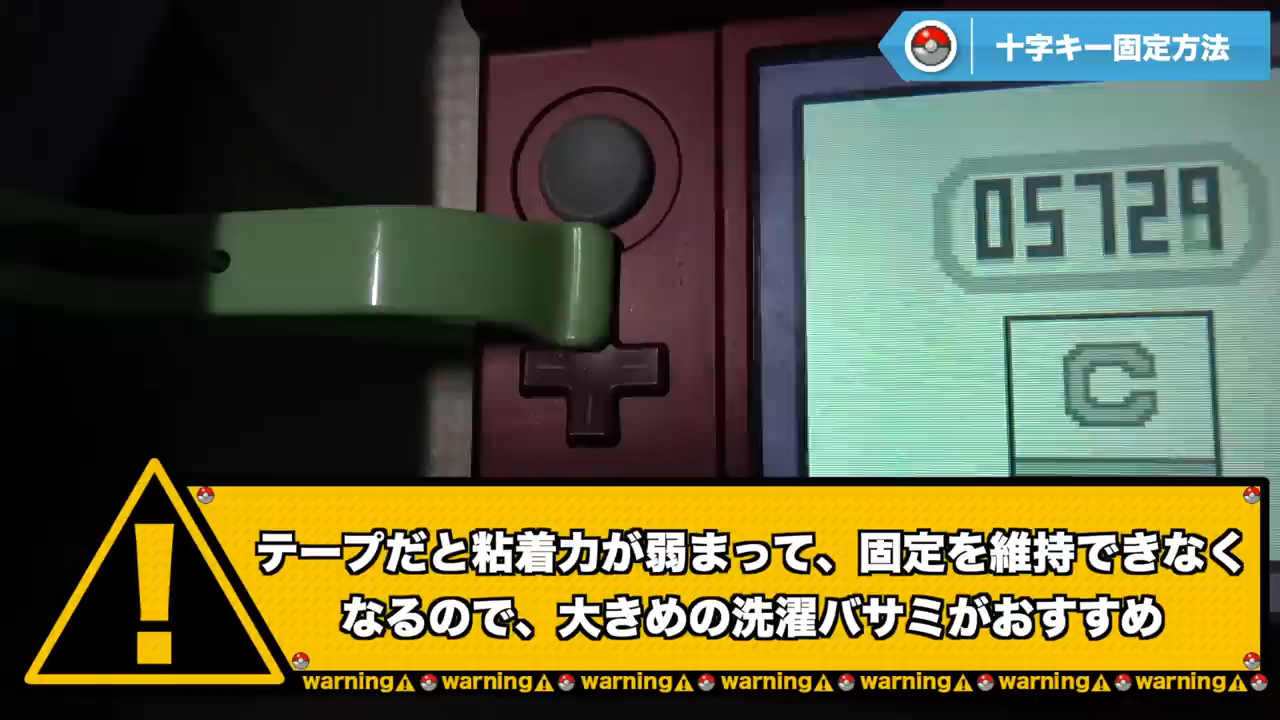 十字キー固定方法
05729
C
テープだと粘着力が弱まって、固定を維持できなく
なるので、大きめの洗濯バサミがおすすめ
warning warning warning warning warning warning warning